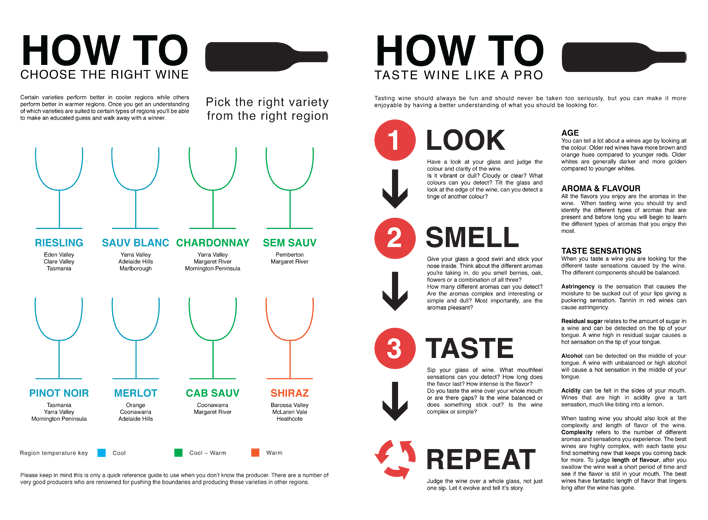 HOW TO
CHOOSE THE RIGHT WINE
Certain varieties perform better in cooler regions while others
perform better in warmer regions. Once you get an understanding
of which varieties are suited to certain types of regions you'll be able
to make an educated guess and walk away with a winner.
Pick the right variety
from the right region
RIESLING
Eden Valley
Clare Valley
Tasmania
SAUV BLANC
Yarra Valley
Adelaide Hills
Marlborough
CHARDONNAY
Yarra Valley
Margaret River
Mornington Peninsula
SEM SAUV
Pemberton
Margaret River
PINOT NOIR
Tasmania
Yarra Valley
Mornington Peninsula
MERLOT
Orange
Coonawarra
Adelaide Hills
CAB SAUV
Coonawara
Margaret River
SHIRAZ
Barossa Valley
McLaren Vale
Heathcote
Region temperature key
Cool
Cool – Warm
Warm
Please keep in mind this is only a quick reference guide to use when you don't know the producer. There are a number of
very good producers who are renowned for pushing the boundaries and producing these varieties in other regions.
HOW TO
TASTE WINE LIKE A PRO
Tasting wine should always be fun and should never be taken too seriously, but you can make it more
enjoyable by having a better understanding of what you should be looking for.
1 LOOK
Have a look at your glass and judge the
colour and clarity of the wine.
Is it vibrant or dull? Cloudy or clear? What
colours can you detect? Tilt the glass and
look at the edge of the wine, can you detect a
tinge of another colour?
2 SMELL
Give your glass a good swirl and stick your
nose inside. Think about the different aromas
you're taking in, do you smell berries, oak,
flowers or a combination of all three?
How many different aromas can you detect?
Are the aromas complex and interesting or
simple and dull? Most importantly, are the
aromas pleasant?
3 TASTE
Sip your glass of wine. What mouthfeel
sensations can you detect? How long does
the flavor last? How intense is the flavor?
Do you taste the wine over your whole mouth
or are there gaps? Is the wine balanced or
does something stick out? Is the wine
complex or simple?
REPEAT
Judge the wine over a whole glass, not just
one sip. Let it evolve and tell it's story.
AGE
You can tell a lot about a wines age by looking at
the colour. Older red wines have more brown and
orange hues compared to younger reds. Older
whites are generally darker and more golden
compared to younger whites.
AROMA & FLAVOUR
All the flavors you enjoy are the aromas in the
wine. When tasting wine you should try and
identify the different types of aromas that are
present and before long you will begin to learn
the different types of aromas that you enjoy the
most.
TASTE SENSATIONS
When you taste a wine you are looking for the
different taste sensations caused by the wine.
The different components should be balanced.
Astringency is the sensation that causes the
moisture to be sucked out of your lips giving a
puckering sensation. Tannin in red wines can
cause astringency.
Residual sugar relates to the amount of sugar in
a wine and can be detected on the tip of your
tongue. A wine high in residual sugar causes a
hot sensation on the tip of your tongue.
Alcohol can be detected on the middle of your
tongue. A wine with unbalanced or high alcohol
will cause a hot sensation in the middle of your
tongue.
Acidity can be felt in the sides of your mouth.
Wines that are high in acidity give a tart
sensation, much like biting into a lemon.
When tasting wine you should also look at the
complexity and length of flavor of the wine.
Complexity refers to the number of different
aromas and sensations you experience. The best
wines are highly complex, with each taste you
find something new that keeps you coming back
for more. To judge length of flavour, after you
swallow the wine wait a short period of time and
see if the flavor is still in your mouth. The best
wines have fantastic length of flavor that lingers
long after the wine has gone.